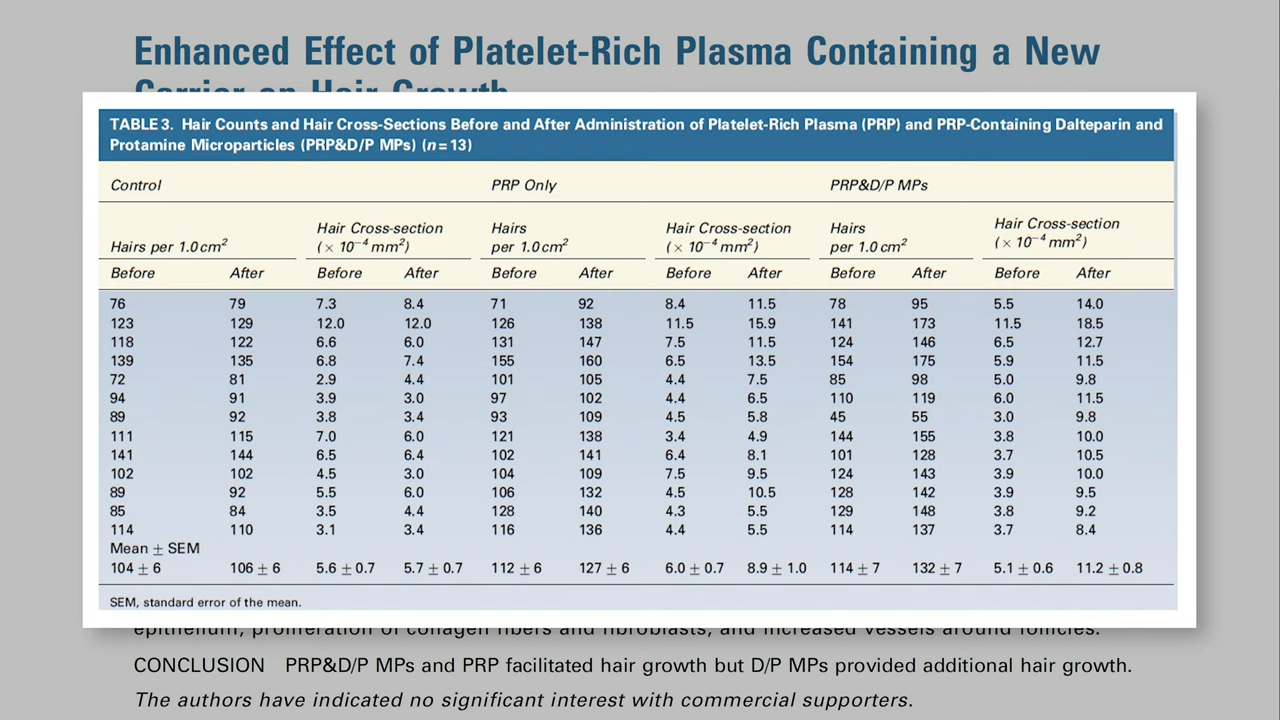 Enhanced Effect of Platelet-Rich Plasma Containing a New
Carrier on Hair Growth
TABLE 3. Hair Counts and Hair Cross-Sections Before and After Administration of Platelet-Rich Plasma (PRP) and PRP-Containing Dalteparin and
Protamine Microparticles (PRP&D/P MPs) (n = 13)
Control PRP Only PRP&D/P MPs
Hairs per 1.0 cm² Hair Cross-section (× 10⁻⁴ mm²) Hairs per 1.0 cm² Hair Cross-section (× 10⁻⁴ mm²) Hairs per 1.0 cm² Hair Cross-section (× 10⁻⁴ mm²)
Before After Before After Before After Before After Before After Before After
76 79 7.3 8.4 71 92 8.4 11.5 78 95 5.5 14.0
123 129 12.0 12.0 126 138 11.5 15.9 141 173 11.5 18.5
118 122 6.6 6.0 131 147 7.5 11.5 124 146 6.5 12.7
139 135 6.8 7.4 155 160 6.5 13.5 154 175 5.9 11.5
72 81 2.9 4.4 101 105 4.4 7.5 85 98 5.0 9.8
94 91 3.9 3.0 97 102 4.4 6.5 110 119 6.0 11.5
89 92 3.8 3.4 93 109 4.5 5.8 45 55 3.0 9.8
111 115 7.0 6.0 121 138 3.4 4.9 144 155 3.8 10.0
141 144 6.5 6.4 102 141 6.4 8.1 101 128 3.7 10.5
102 102 4.5 3.0 104 109 7.5 9.5 124 143 3.9 10.0
89 92 5.5 6.0 106 132 4.5 10.5 128 142 3.9 9.5
85 84 3.5 4.4 128 140 4.3 5.5 129 148 3.8 9.2
114 110 3.1 3.4 116 136 4.4 5.5 114 137 3.7 8.4
Mean ± SEM
104 ± 6 106 ± 6 5.6 ± 0.7 5.7 ± 0.7 112 ± 6 127 ± 6 6.0 ± 0.7 8.9 ± 1.0 114 ± 7 132 ± 7 5.1 ± 0.6 11.2 ± 0.8
SEM, standard error of the mean.
epithelium, proliferation of collagen fibers and fibroblasts, and increased vessels around follicles.
CONCLUSION PRP&D/P MPs and PRP facilitated hair growth but D/P MPs provided additional hair growth.
The authors have indicated no significant interest with commercial supporters.